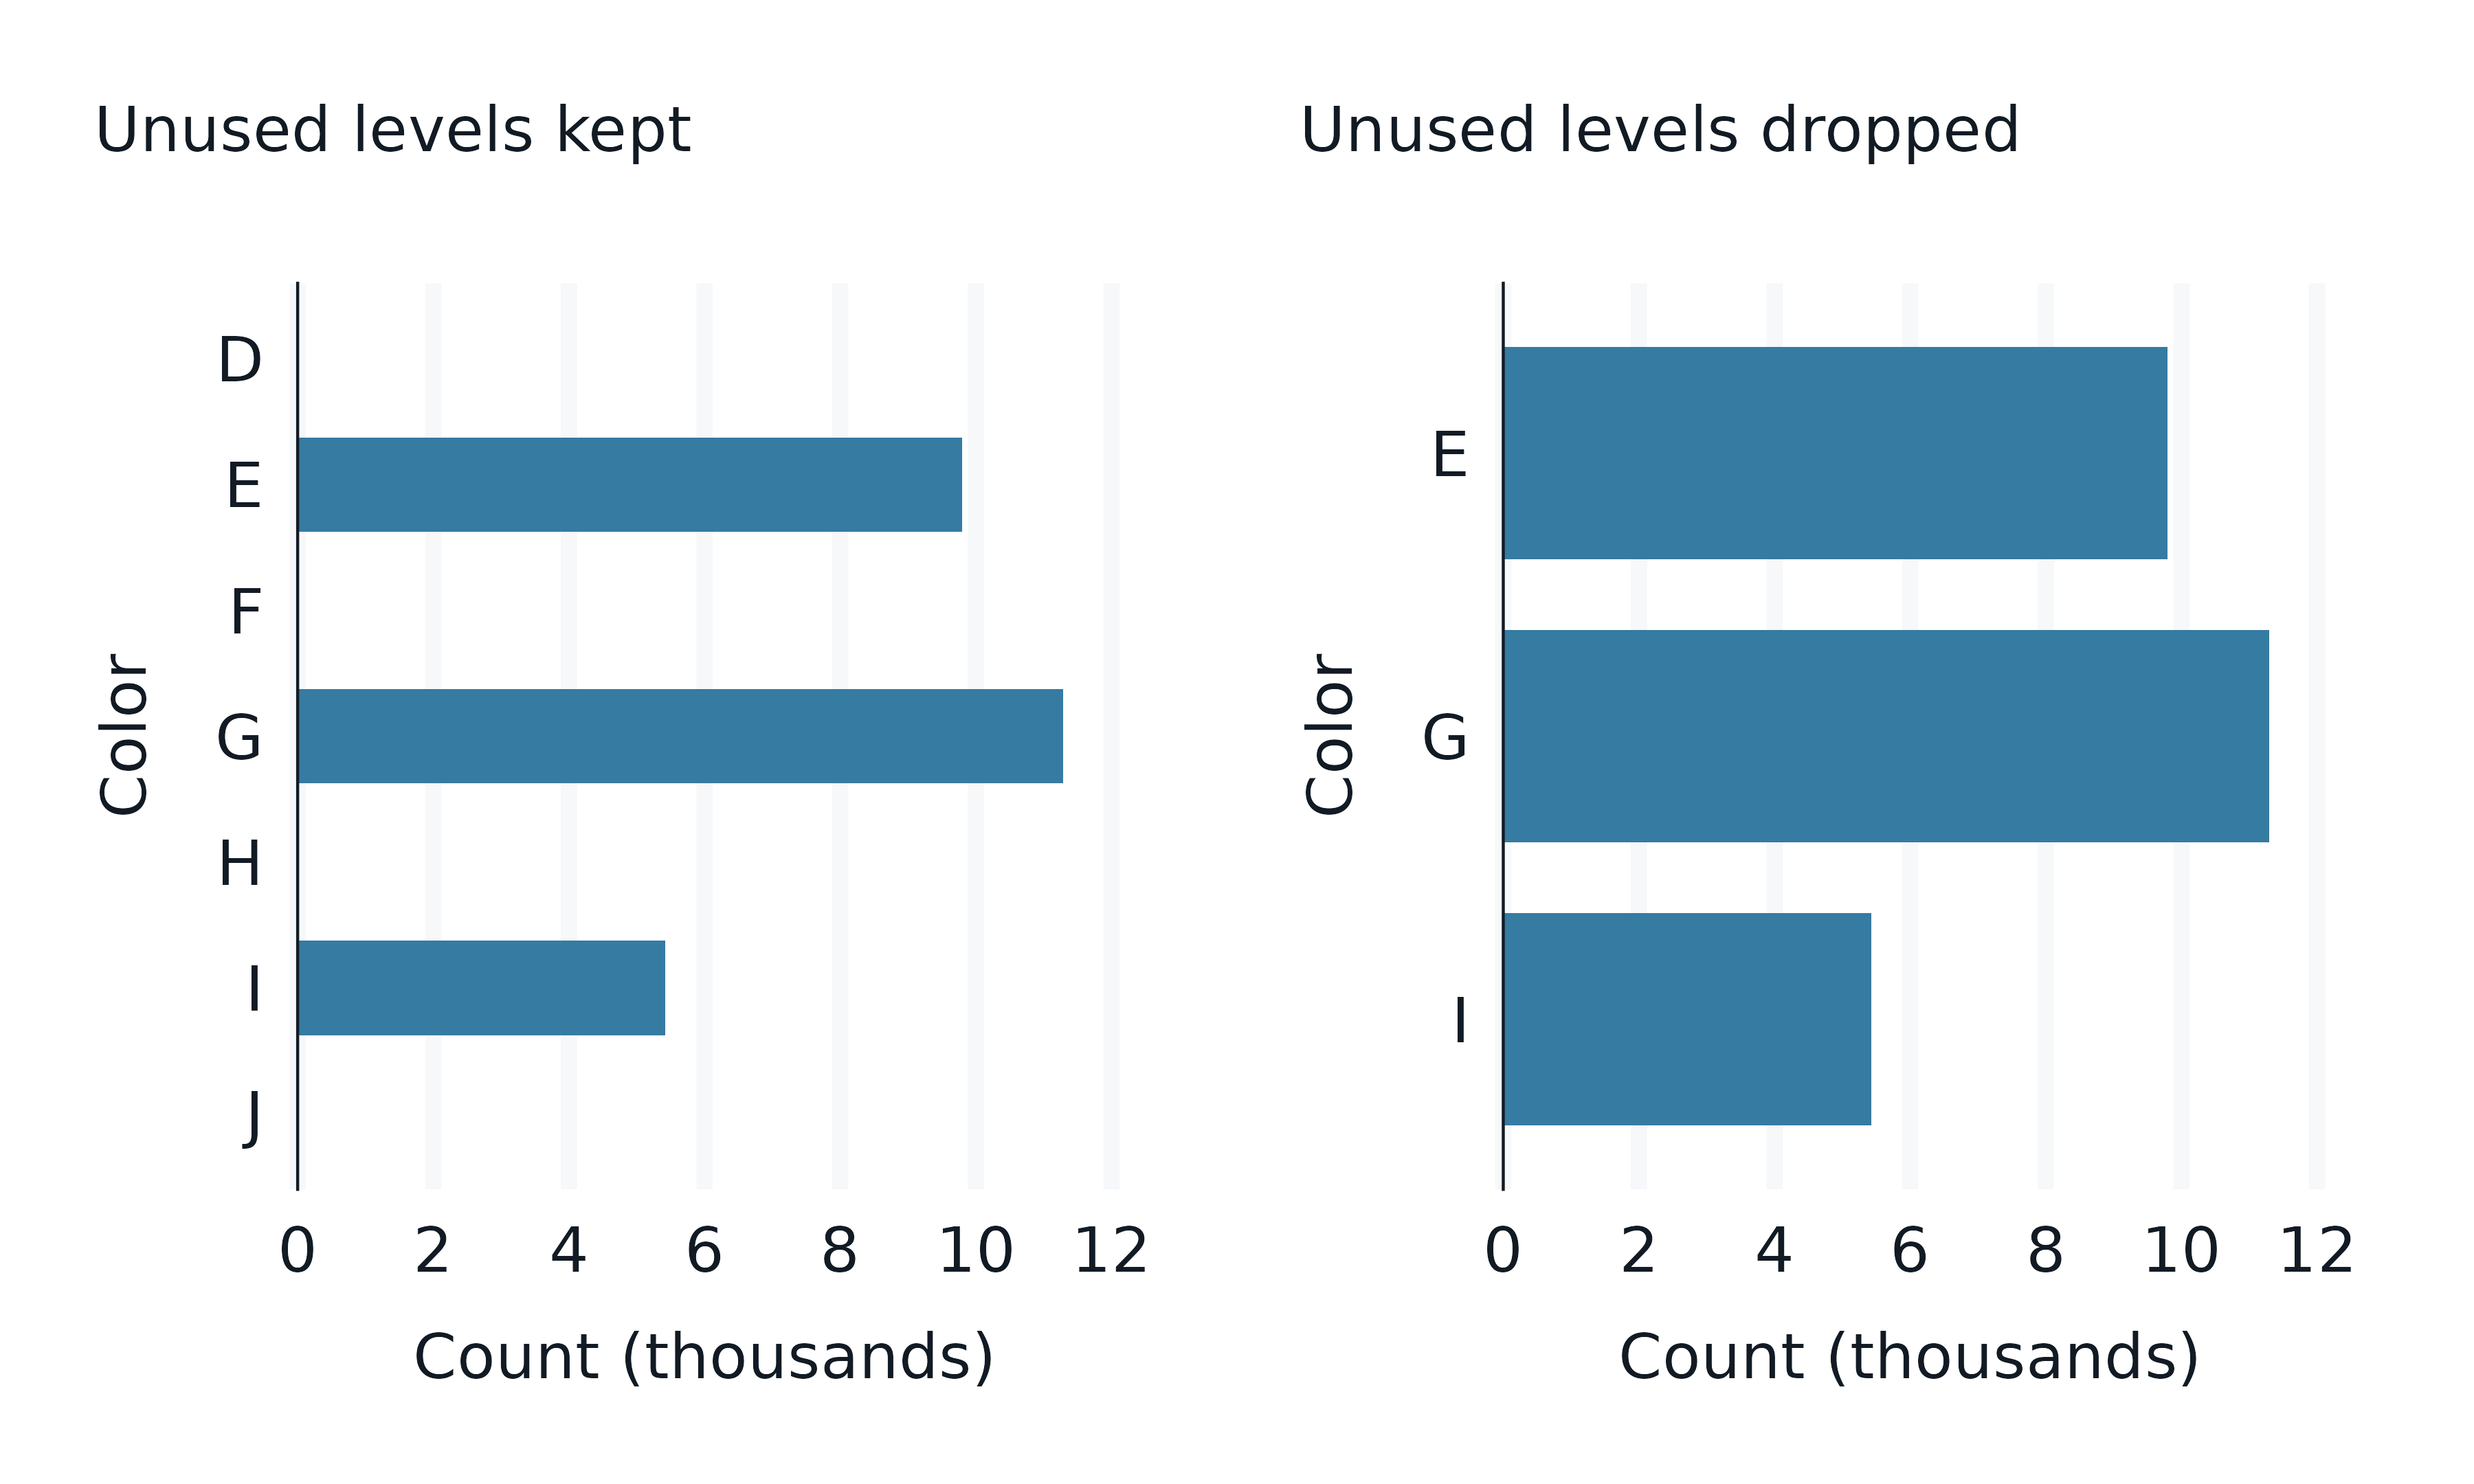 Unused levels kept
Color
D
E
F
G
H
I
J
0 2 4 6 8 10 12
Count (thousands)
Unused levels dropped
Color
E
G
I
0 2 4 6 8 10 12
Count (thousands)